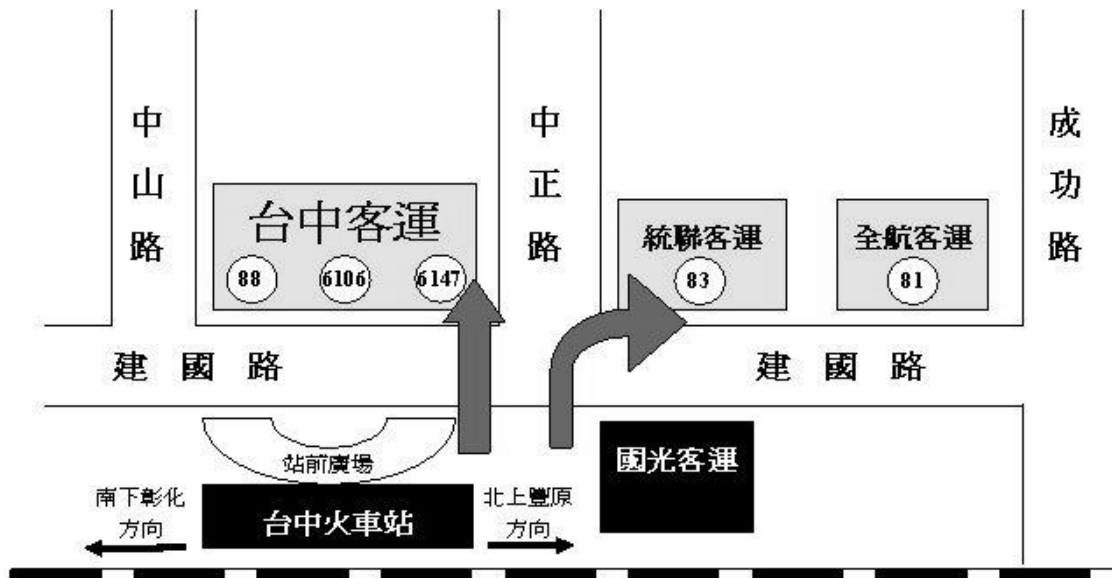 中山路
中正路
成功路
台中客運
88
6106
6147
統聯客運
83
全航客運
81
建國路
建國路
站前廣場
國光客運
南下彰化
方向
台中火車站
北上豐原
方向